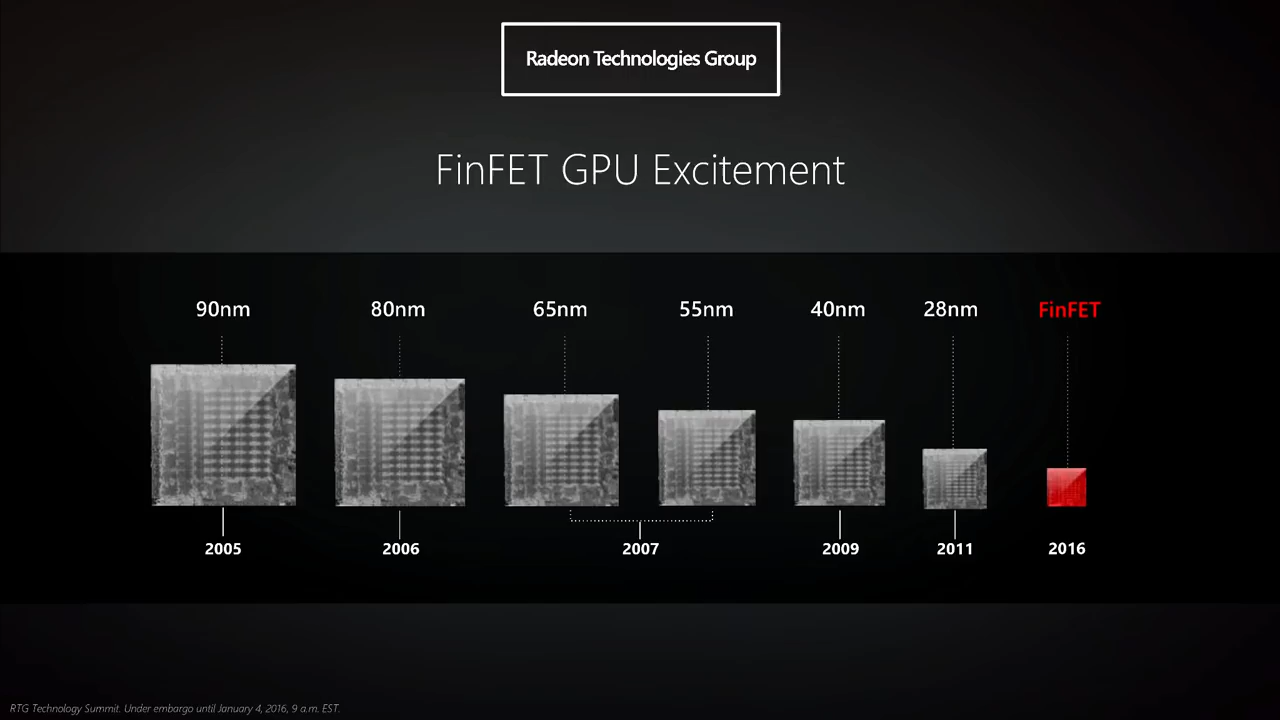 Radeon Technologies Group
FinFET GPU Excitement
90nm 80nm 65nm 55nm 40nm 28nm FinFET
2005 2006 2007 2009 2011 2016
RTG Technology Summit. Under embargo until January 4, 2016, 9 a.m. EST.